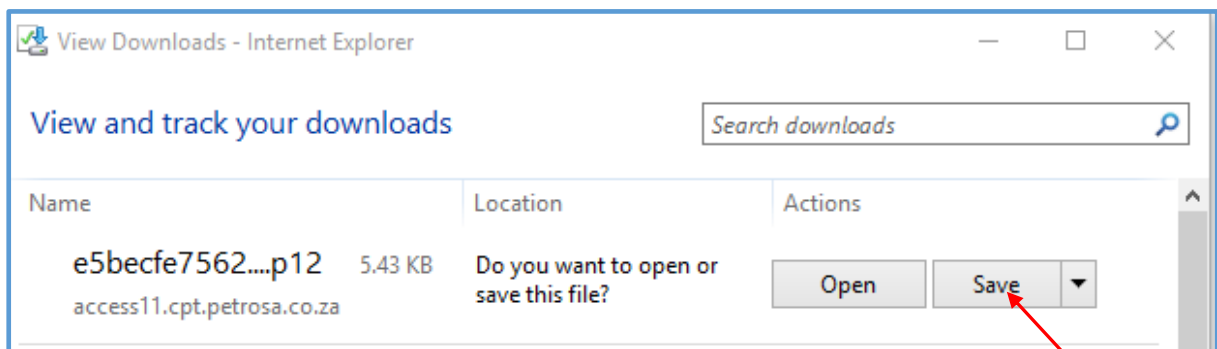 View Downloads - Internet Explorer
View and track your downloads
Search downloads
Name Location Actions
e5becfe7562....p12 5.43 KB Do you want to open or Open Save
access11.cpt.petrosa.co.za save this file?